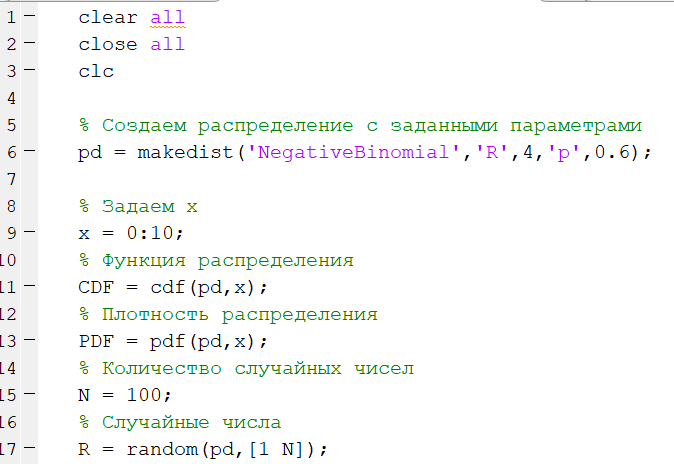 1 clear all
2 close all
3 clc
4
5 % Создаем распределение с заданными параметрами
6 pd = makedist('NegativeBinomial','R',4,'p',0.6);
7
8 % Задаем x
9 x = 0:10;
10 % Функция распределения
11 CDF = cdf(pd,x);
12 % Плотность распределения
13 PDF = pdf(pd,x);
14 % Количество случайных чисел
15 N = 100;
16 % Случайные числа
17 R = random(pd,[1 N]);